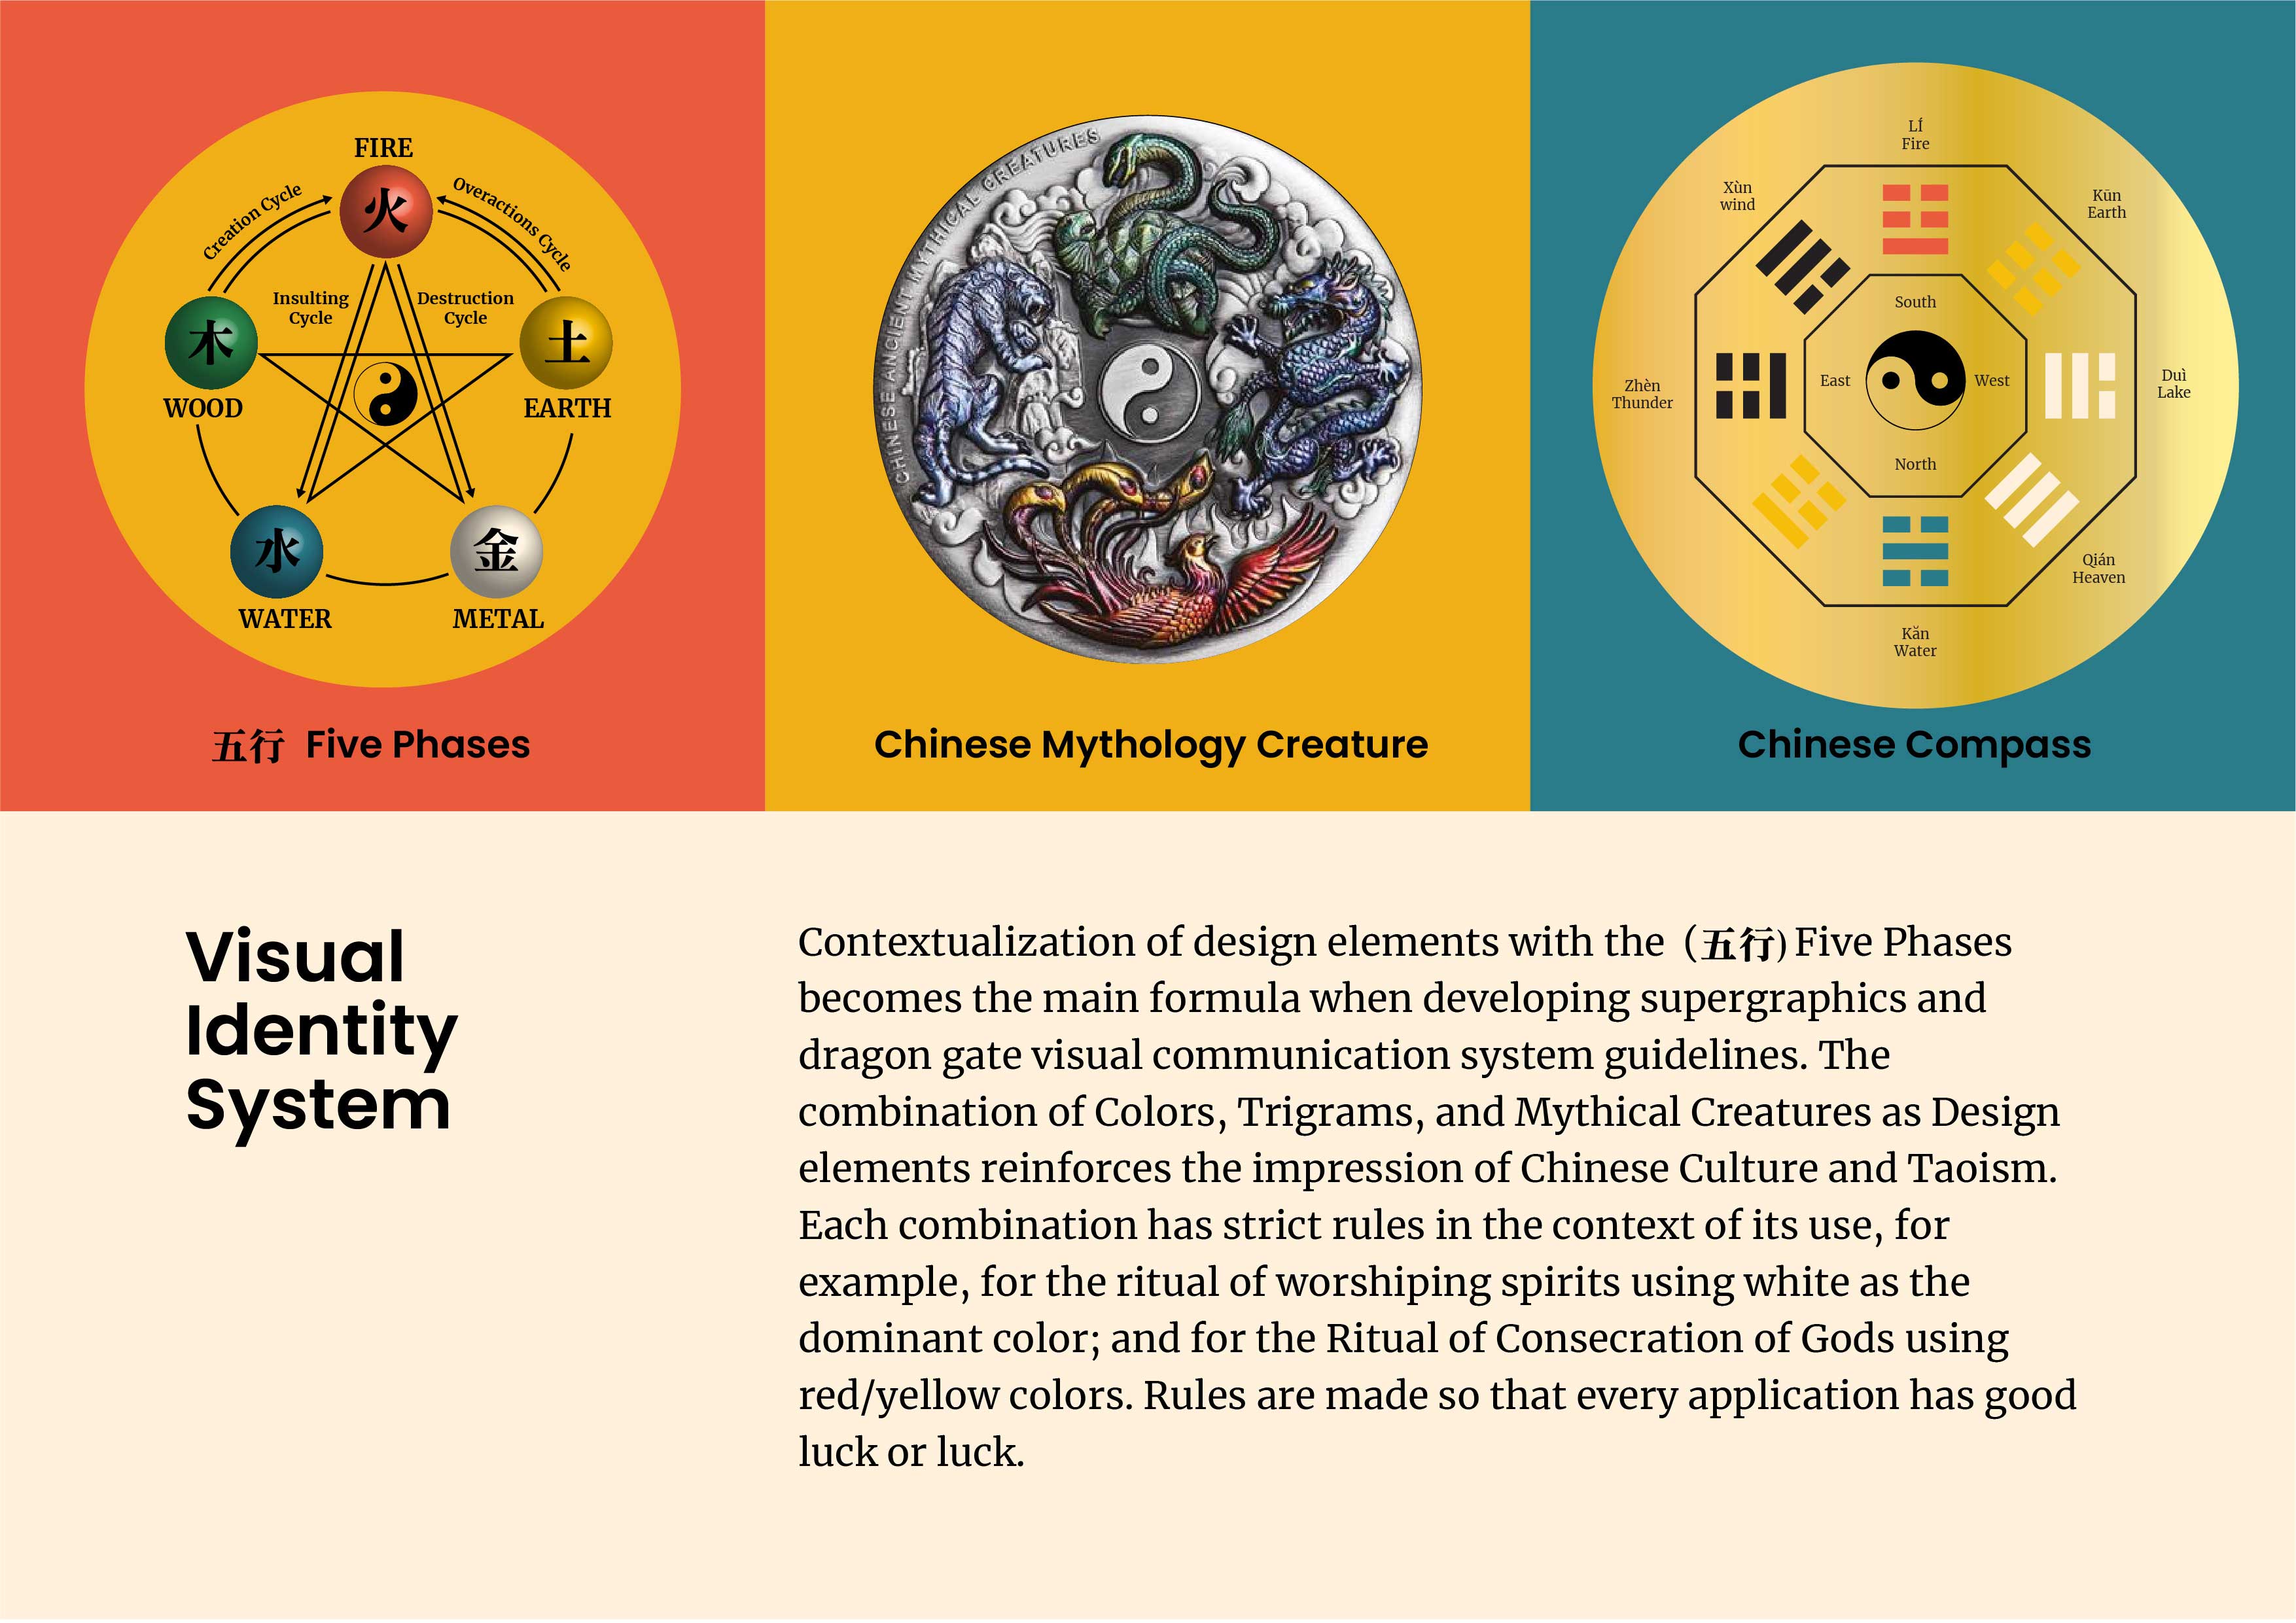 FIRE
火
Creation Cycle
Overactions Cycle
Insulting
Cycle
Destruction
Cycle
木
土
WOOD
EARTH
水
金
WATER
METAL
五行 Five Phases
CHINESE ANCIENT MYTHICAL CREATURES
Chinese Mythology Creature
LÍ
Fire
Xùn
wind
Kūn
Earth
South
Zhèn
Thunder
East
West
Duì
Lake
North
Qián
Heaven
Kăn
Water
Chinese Compass
Visual
Identity
System
Contextualization of design elements with the (五行) Five Phases
becomes the main formula when developing supergraphics and
dragon gate visual communication system guidelines. The
combination of Colors, Trigrams, and Mythical Creatures as Design
elements reinforces the impression of Chinese Culture and Taoism.
Each combination has strict rules in the context of its use, for
example, for the ritual of worshiping spirits using white as the
dominant color; and for the Ritual of Consecration of Gods using
red/yellow colors. Rules are made so that every application has good
luck or luck.